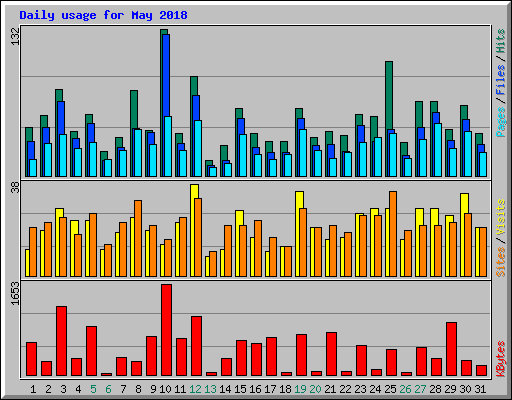 Daily usage for May 2018
132
Pages / Files / Hits
38
Sites / Visits
1653
KBytes
1 2 3 4 5 6 7 8 9 10 11 12 13 14 15 16 17 18 19 20 21 22 23 24 25 26 27 28 29 30 31